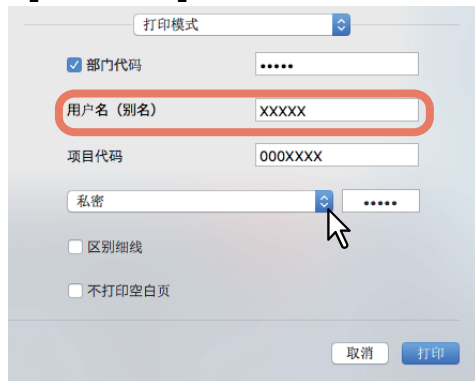 打印模式
部门代码 •••••
用户名（别名） XXXXX
项目代码 000XXXX
私密 •••••
区别细线
不打印空白页
取消 打印